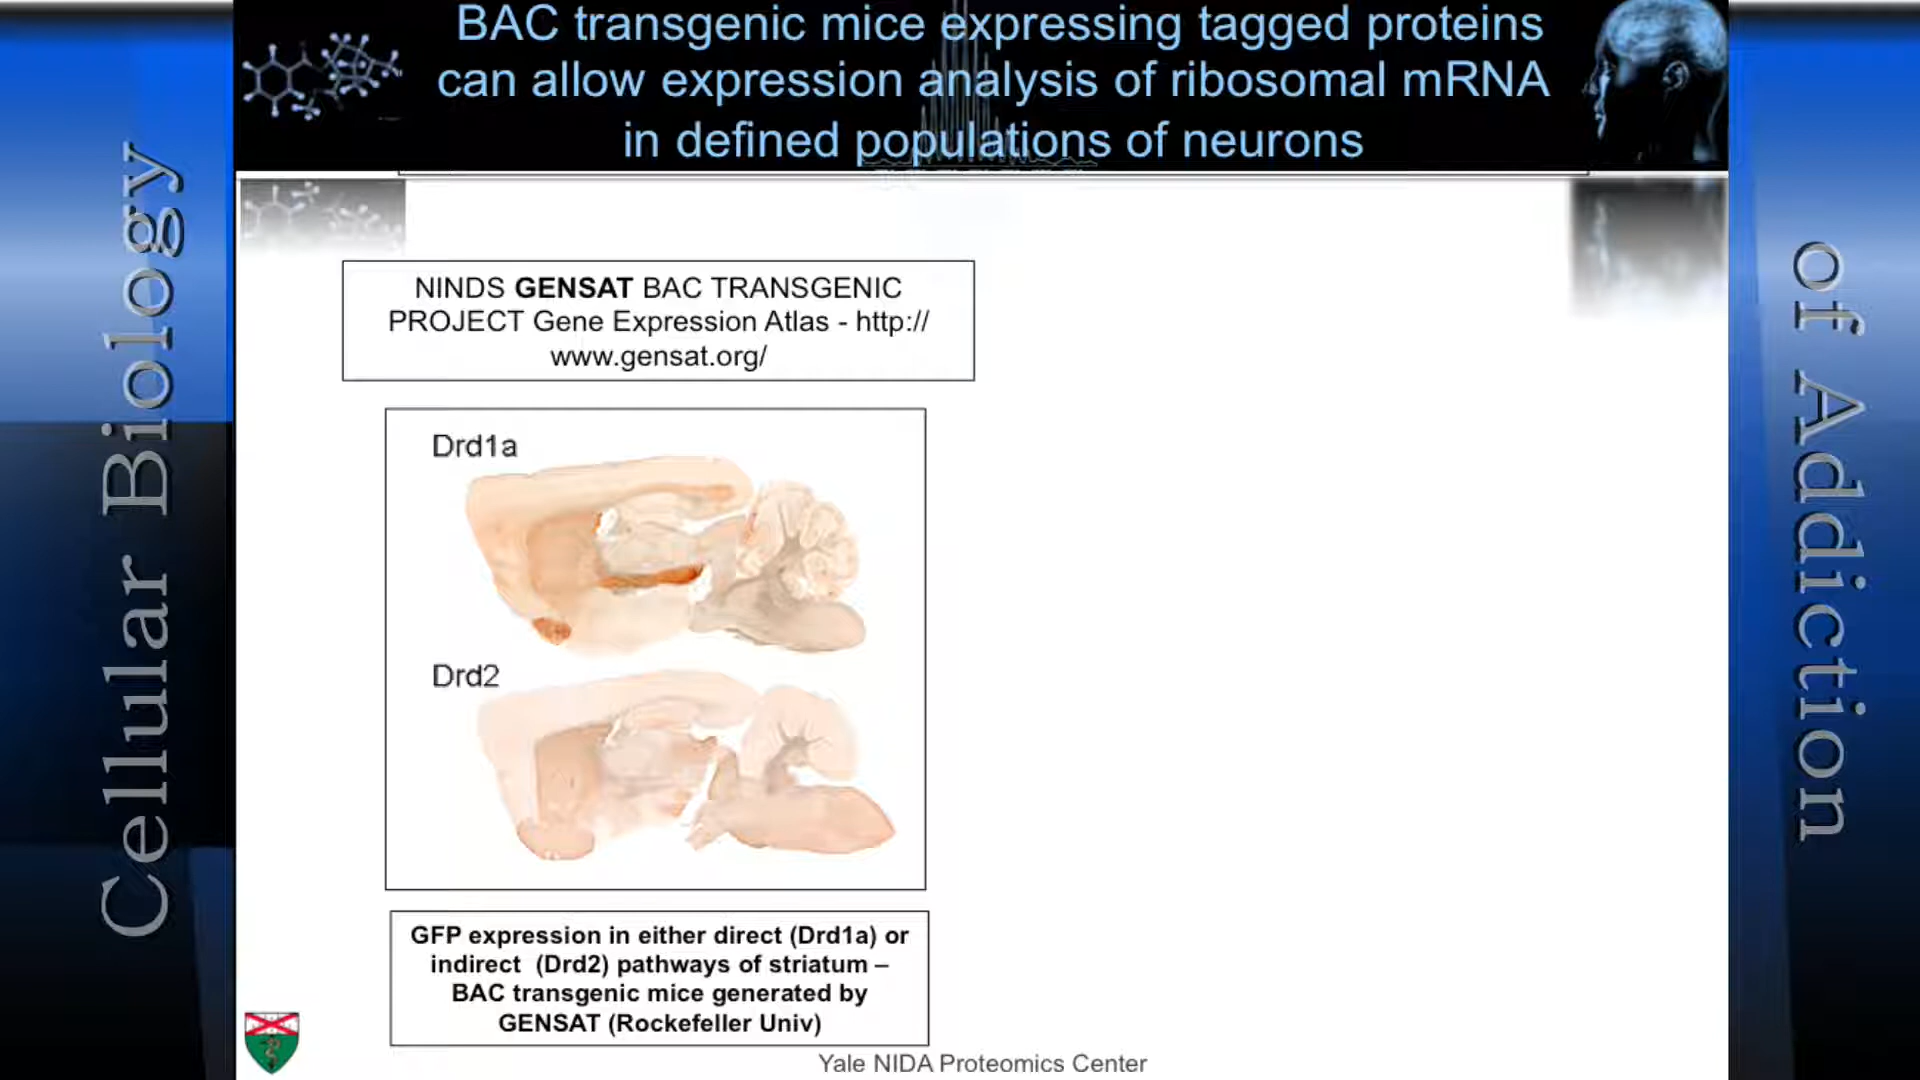 BAC transgenic mice expressing tagged proteins
can allow expression analysis of ribosomal mRNA
in defined populations of neurons
Cellular Biology
of Addiction
NINDS GENSAT BAC TRANSGENIC
PROJECT Gene Expression Atlas - http://
www.gensat.org/
Drd1a
Drd2
GFP expression in either direct (Drd1a) or
indirect (Drd2) pathways of striatum –
BAC transgenic mice generated by
GENSAT (Rockefeller Univ)
Yale NIDA Proteomics Center